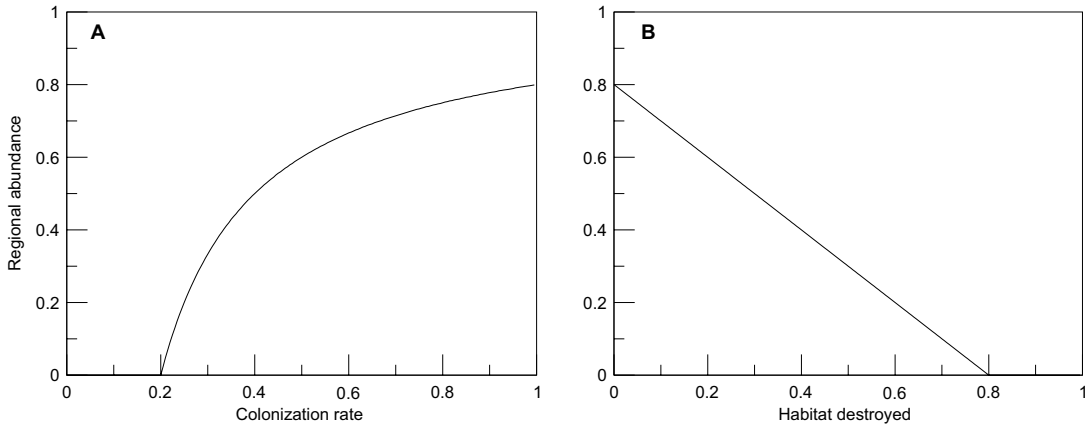 A
Regional abundance
1
0.8
0.6
0.4
0.2
0
0 0.2 0.4 0.6 0.8 1
Colonization rate
B
1
0.8
0.6
0.4
0.2
0
0 0.2 0.4 0.6 0.8 1
Habitat destroyed